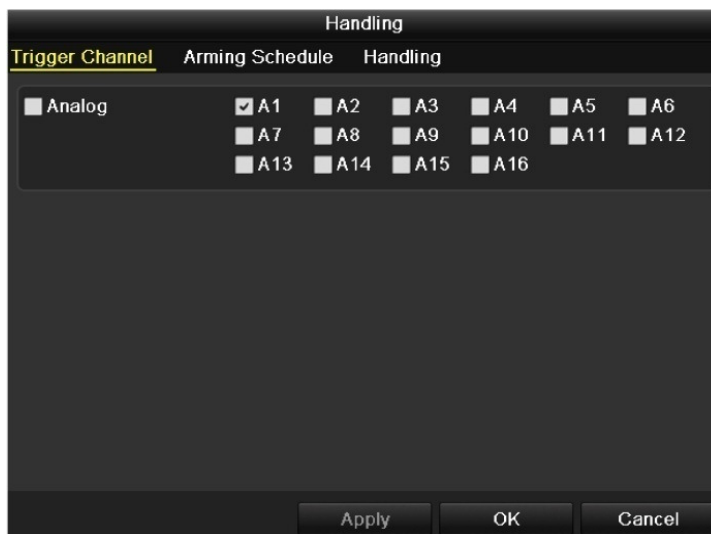 Handling
Trigger Channel Arming Schedule Handling
Analog A1 A2 A3 A4 A5 A6
A7 A8 A9 A10 A11 A12
A13 A14 A15 A16
Apply OK Cancel